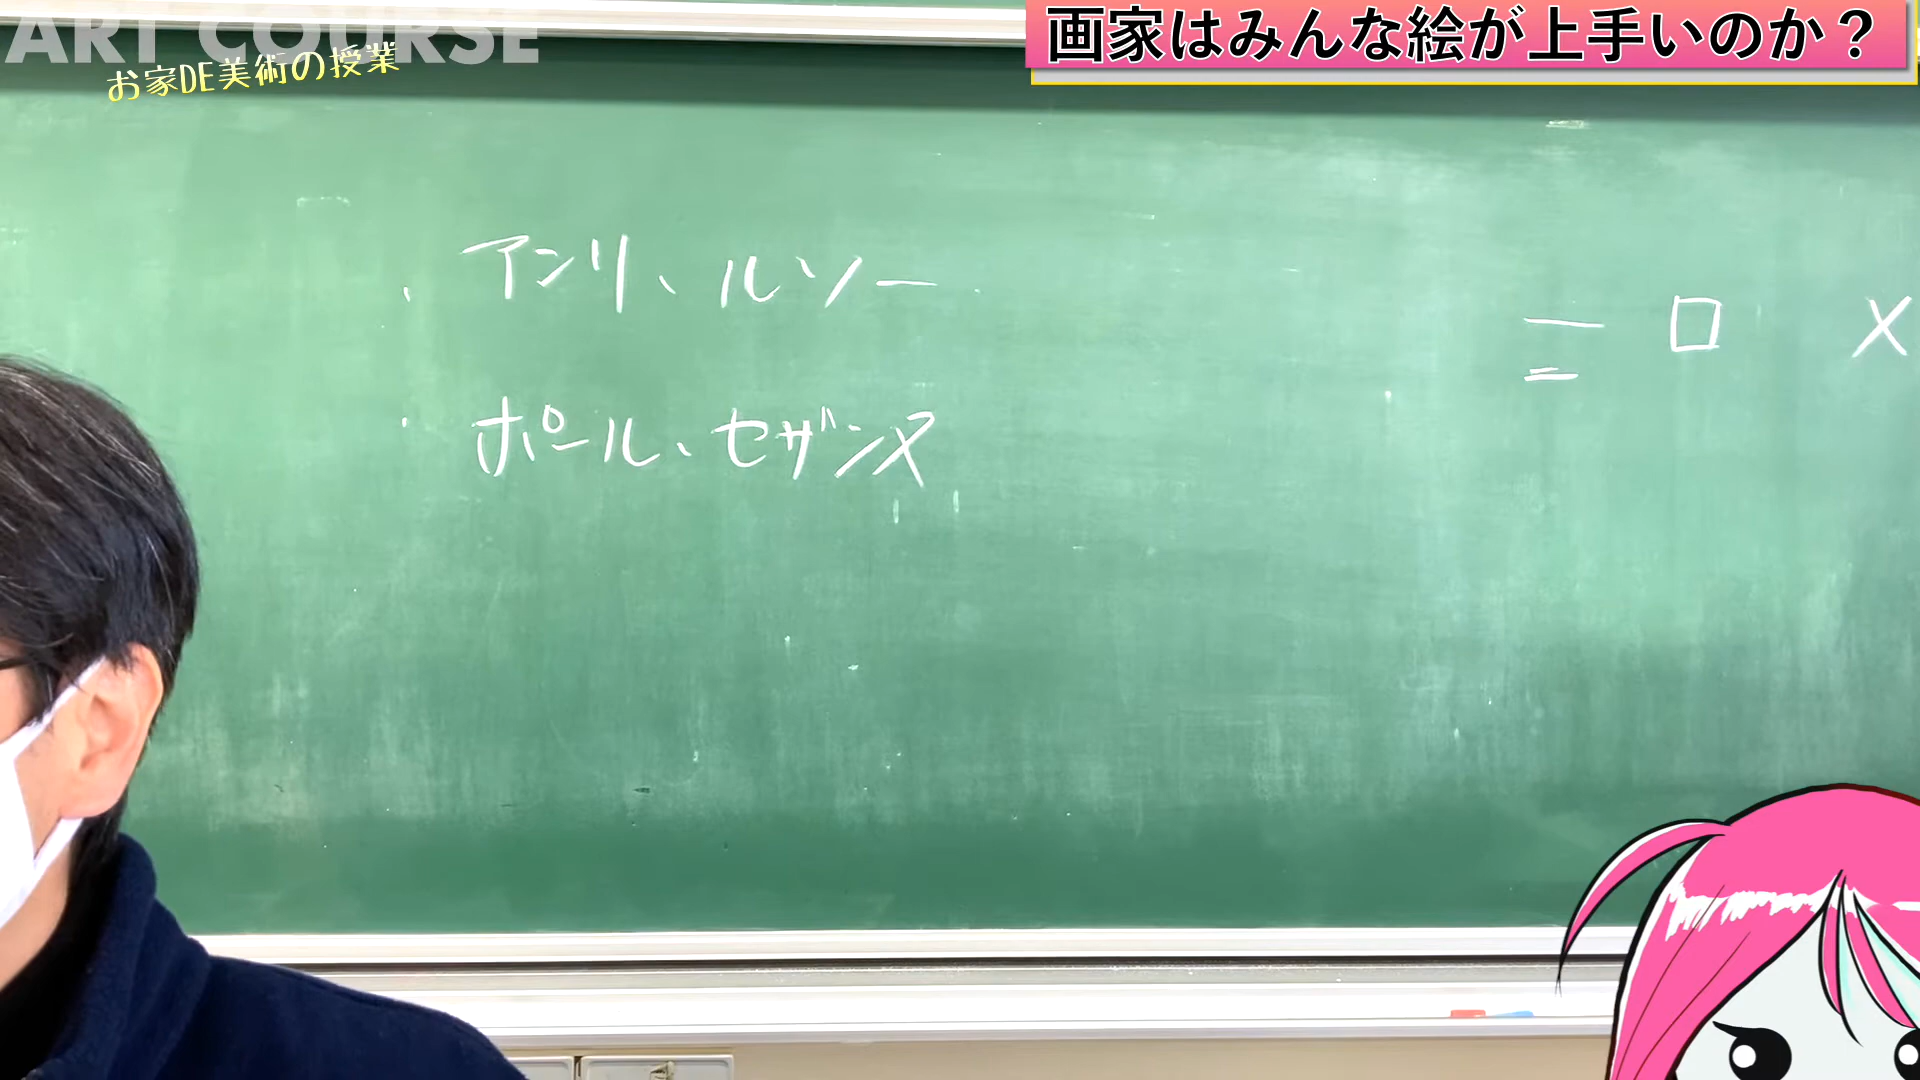 ART COURSE
お家DE美術の授業
画家はみんな絵が上手いのか？
・アンリ、ルソー
・ポール、セザンヌ
= ロ X